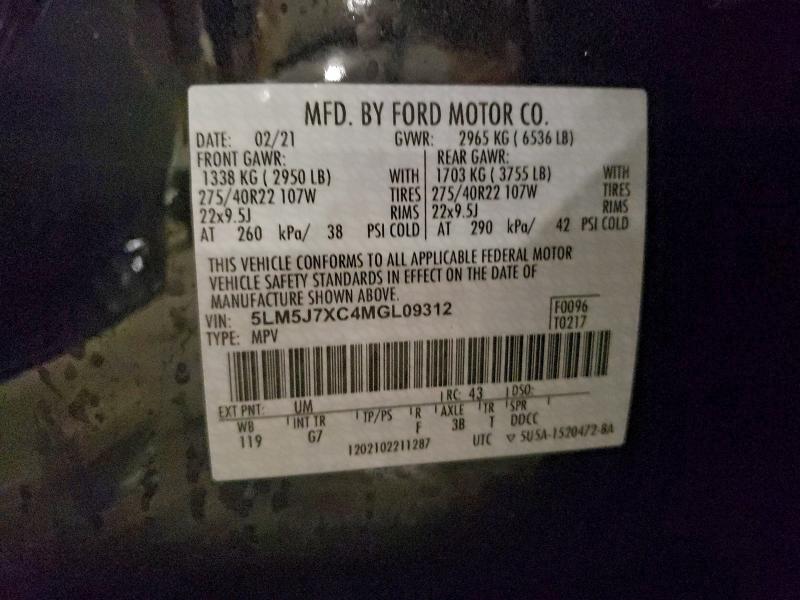 MFD. BY FORD MOTOR CO.
DATE: 02/21 GVWR: 2965 KG ( 6536 LB)
FRONT GAWR: REAR GAWR:
1338 KG ( 2950 LB) WITH 1703 KG ( 3755 LB) WITH
275/40R22 107W TIRES 275/40R22 107W TIRES
22x9.5J RIMS 22x9.5J RIMS
AT 260 kPa/ 38 PSI COLD AT 290 kPa/ 42 PSI COLD
THIS VEHICLE CONFORMS TO ALL APPLICABLE FEDERAL MOTOR
VEHICLE SAFETY STANDARDS IN EFFECT ON THE DATE OF
MANUFACTURE SHOWN ABOVE.
VIN: 5LM5J7XC4MGL09312 F0096
TYPE: MPV T0217
EXT PNT: UM RC: 43 DSO:
WB INT TR TP/PS R AXLE TR SPR
119 G7 F 3B T DDCC
1202102211287 UTC ▽ 5U5A-1520472-BA